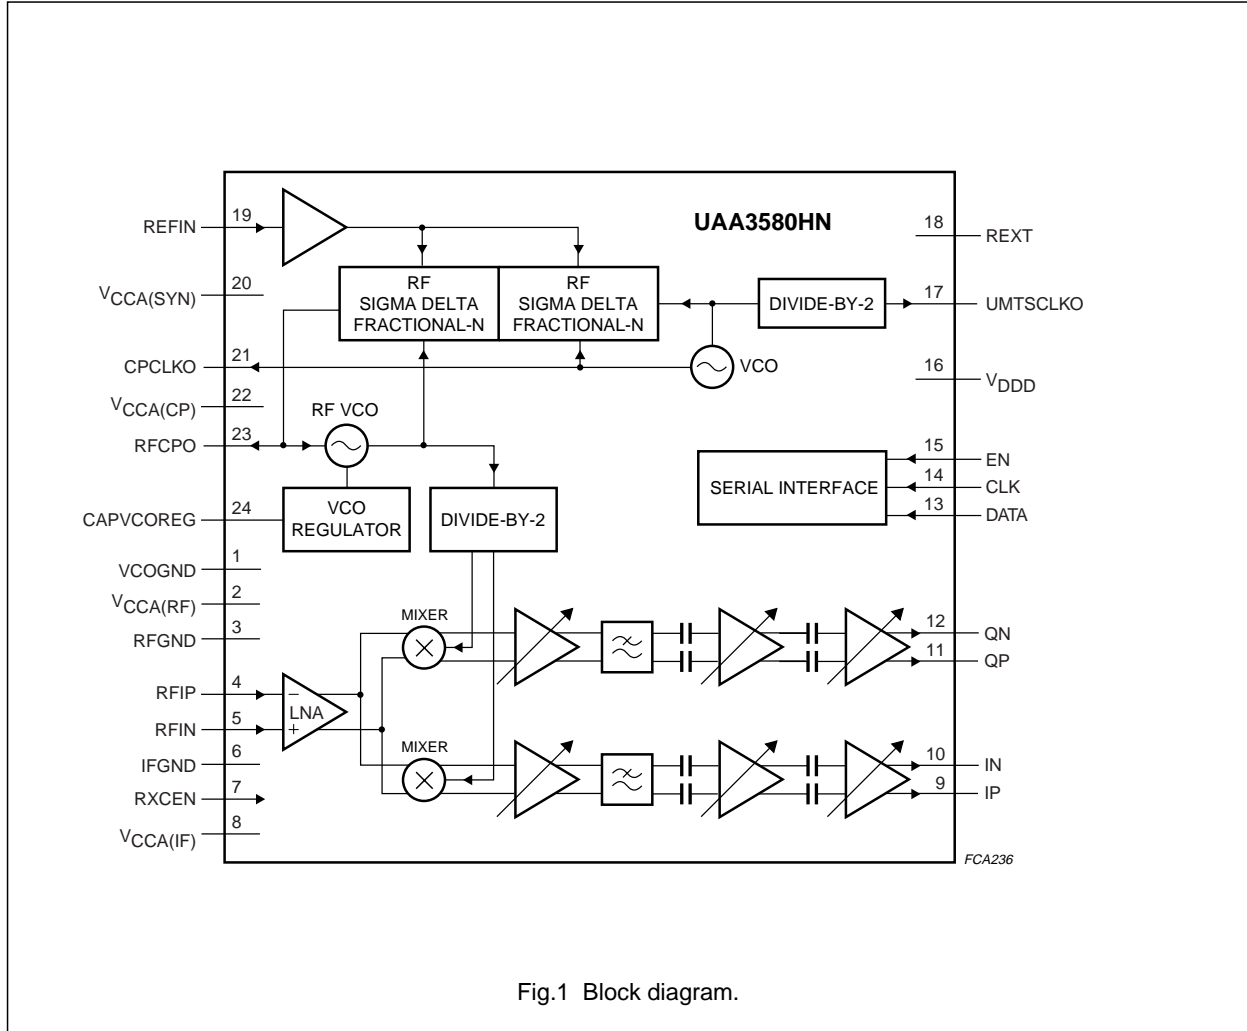 UAA3580HN
19
REFIN
20
VCCA(SYN)
21
CPCLKO
22
VCCA(CP)
23
RFCPO
24
CAPVCOREG
1
VCOGND
2
VCCA(RF)
3
RFGND
4
RFIP
5
RFIN
6
IFGND
7
RXCEN
8
VCCA(IF)
RF
SIGMA DELTA
FRACTIONAL-N
RF
SIGMA DELTA
FRACTIONAL-N
DIVIDE-BY-2
VCO
RF VCO
VCO
REGULATOR
DIVIDE-BY-2
SERIAL INTERFACE
MIXER
−
LNA
+
MIXER
18
REXT
17
UMTSCLKO
16
VDDD
15
EN
14
CLK
13
DATA
12
QN
11
QP
10
IN
9
IP
FCA236
Fig.1 Block diagram.